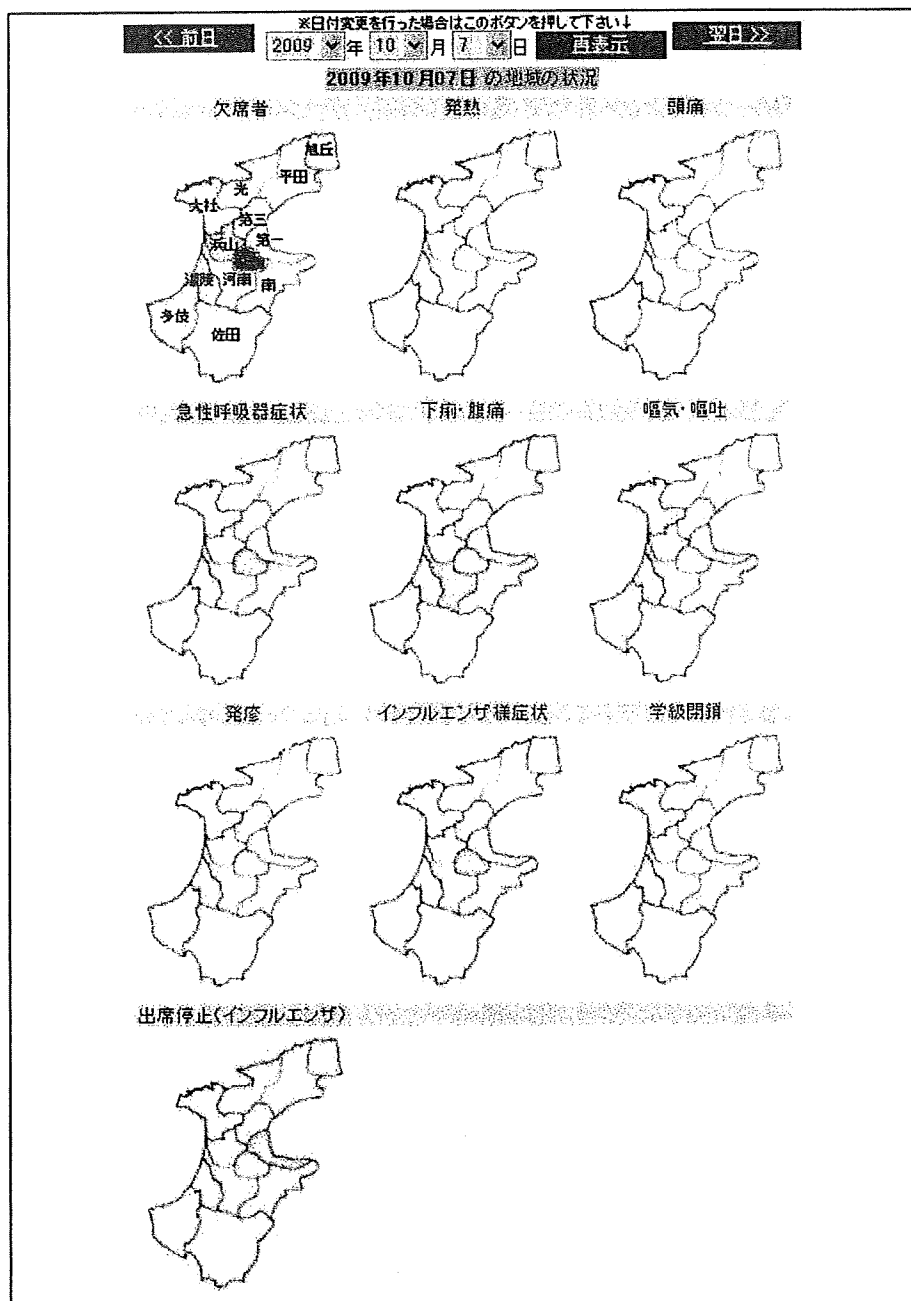 ※日付変更を行った場合はこのボタンを押して下さい↓
<< 前日 2009 年 10 月 7 日 再表示 翌日 >>
2009年10月07日 の地域の状況
欠席者 発熱 頭痛
旭丘
平田
光
大社
第三
浜山 第一
河南 南
多伎
佐田
急性呼吸器症状 下痢・腹痛 嘔気・嘔吐
発疹 インフルエンザ様症状 学級閉鎖
出席停止(インフルエンザ)